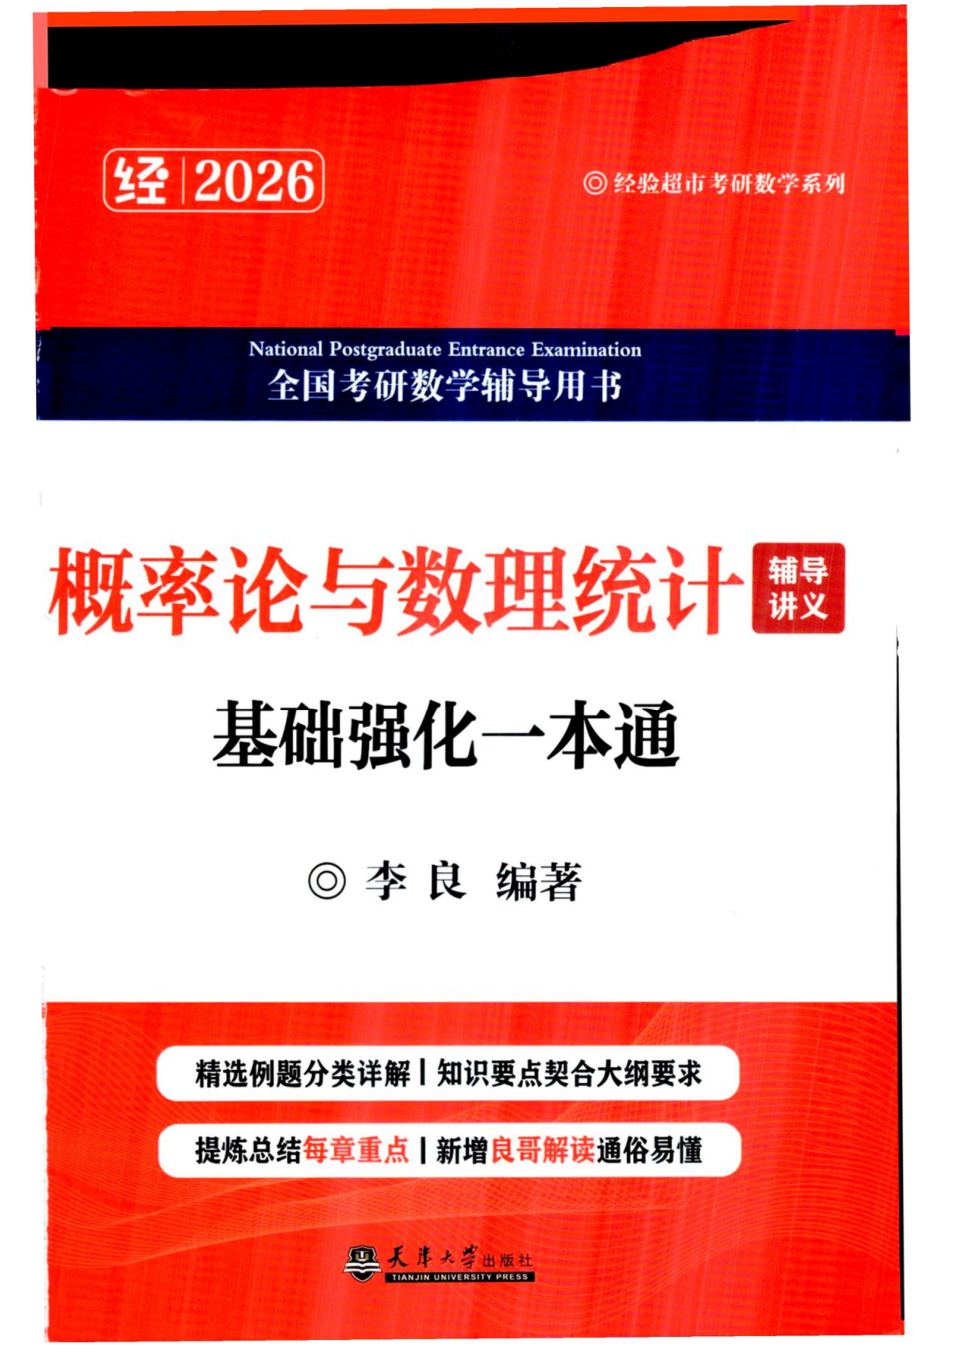 经 2026
◎ 经验超市考研数学系列
National Postgraduate Entrance Examination
全国考研数学辅导用书
概率论与数理统计 辅导讲义
基础强化一本通
◎ 李良 编著
精选例题分类详解 | 知识要点契合大纲要求
提炼总结每章重点 | 新增良哥解读通俗易懂
天津大学出版社
TIANJIN UNIVERSITY PRESS